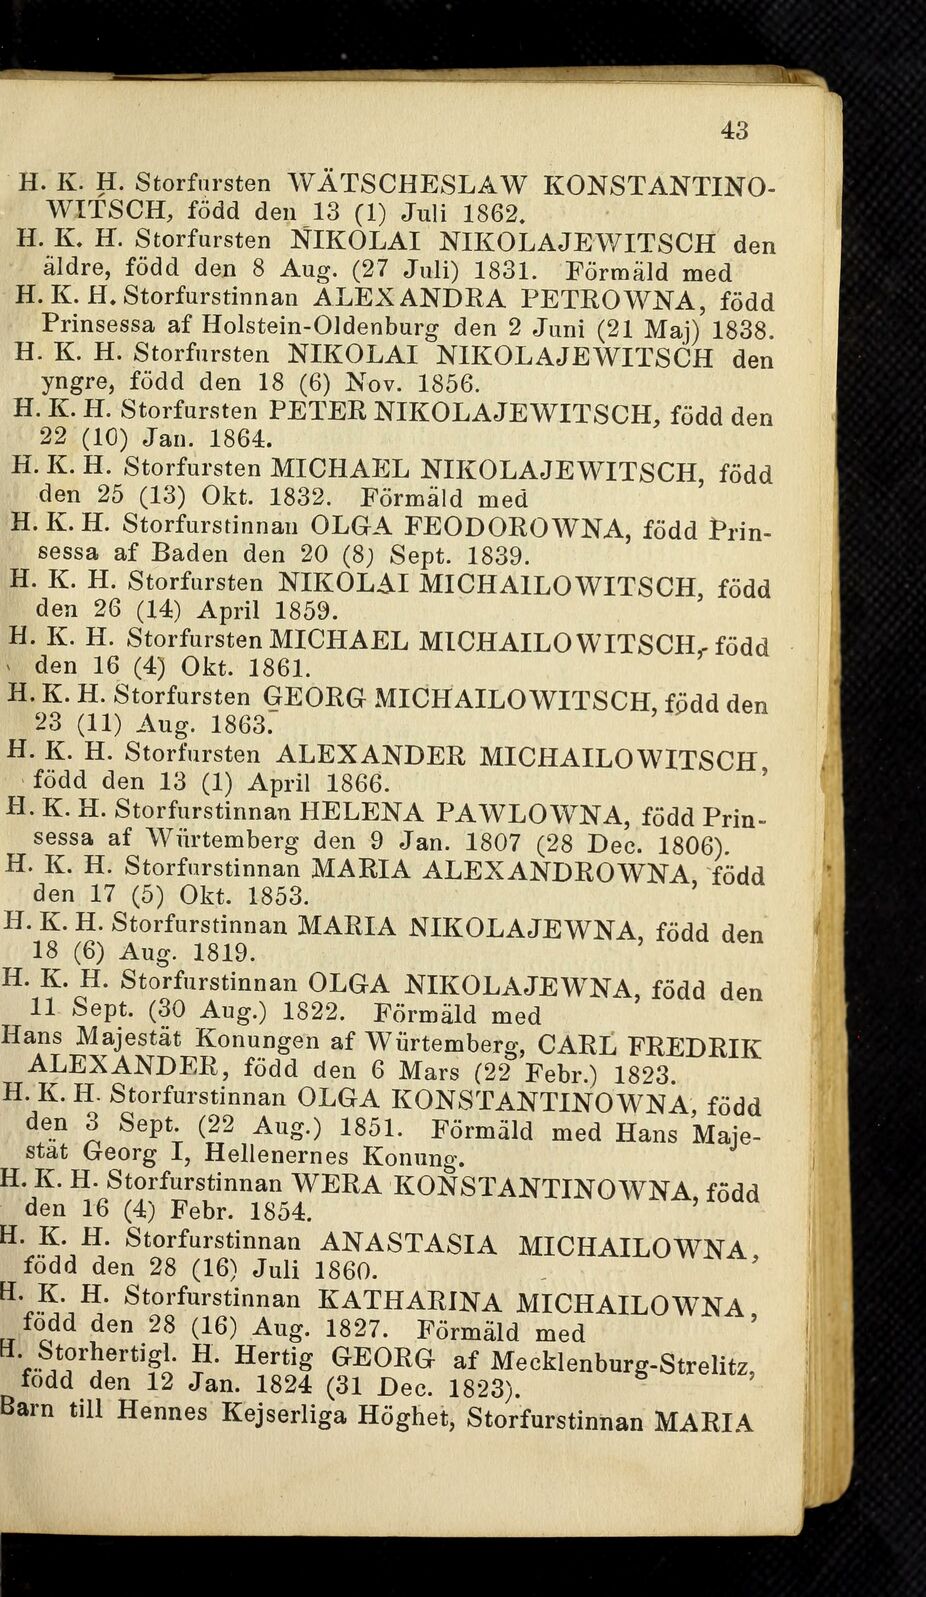 43
H. K. H. Storfursten WÄTSCHESLAW KONSTANTINO-
WITSCH, född den 13 (1) Juli 1862.
H. K. H. Storfursten NIKOLAI NIKOLAJEWITSCH den
äldre, född den 8 Aug. (27 Juli) 1831. Förmäld med
H. K. H. Storfurstinnan ALEXANDRA PETROWNA, född
Prinsessa af Holstein-Oldenburg den 2 Juni (21 Maj) 1838.
H. K. H. Storfursten NIKOLAI NIKOLAJEWITSCH den
yngre, född den 18 (6) Nov. 1856.
H. K. H. Storfursten PETER NIKOLAJEWITSCH, född den
22 (10) Jan. 1864.
H. K. H. Storfursten MICHAEL NIKOLAJEWITSCH, född
den 25 (13) Okt. 1832. Förmäld med
H. K. H. Storfurstinnan OLGA FEODOROWNA, född Prin-
sessa af Baden den 20 (8) Sept. 1839.
H. K. H. Storfursten NIKOLAI MICHAILOWITSCH, född
den 26 (14) April 1859.
H. K. H. Storfursten MICHAEL MICHAILOWITSCH, född
den 16 (4) Okt. 1861.
H. K. H. Storfursten GEORG MICHAILOWITSCH, född den
23 (11) Aug. 1863.
H. K. H. Storfursten ALEXANDER MICHAILOWITSCH,
född den 13 (1) April 1866.
H. K. H. Storfurstinnan HELENA PAWLOWNA, född Prin-
sessa af Würtemberg den 9 Jan. 1807 (28 Dec. 1806).
H. K. H. Storfurstinnan MARIA ALEXANDROWNA, född
den 17 (5) Okt. 1853.
H. K. H. Storfurstinnan MARIA NIKOLAJEWNA, född den
18 (6) Aug. 1819.
H. K. H. Storfurstinnan OLGA NIKOLAJEWNA, född den
11 Sept. (30 Aug.) 1822. Förmäld med
Hans Majestät Konungen af Würtemberg, CARL FREDRIK
ALEXANDER, född den 6 Mars (22 Febr.) 1823.
H. K. H. Storfurstinnan OLGA KONSTANTINOWNA, född
den 3 Sept. (22 Aug.) 1851. Förmäld med Hans Maje-
stät Georg I, Hellenernes Konung.
H. K. H. Storfurstinnan WERA KONSTANTINOWNA, född
den 16 (4) Febr. 1854.
H. K. H. Storfurstinnan ANASTASIA MICHAILOWNA,
född den 28 (16) Juli 1860.
H. K. H. Storfurstinnan KATHARINA MICHAILOWNA,
född den 28 (16) Aug. 1827. Förmäld med
H. Storhertigl. H. Hertig GEORG af Mecklenburg-Strelitz,
född den 12 Jan. 1824 (31 Dec. 1823).
Barn till Hennes Kejserliga Höghet, Storfurstinnan MARIA